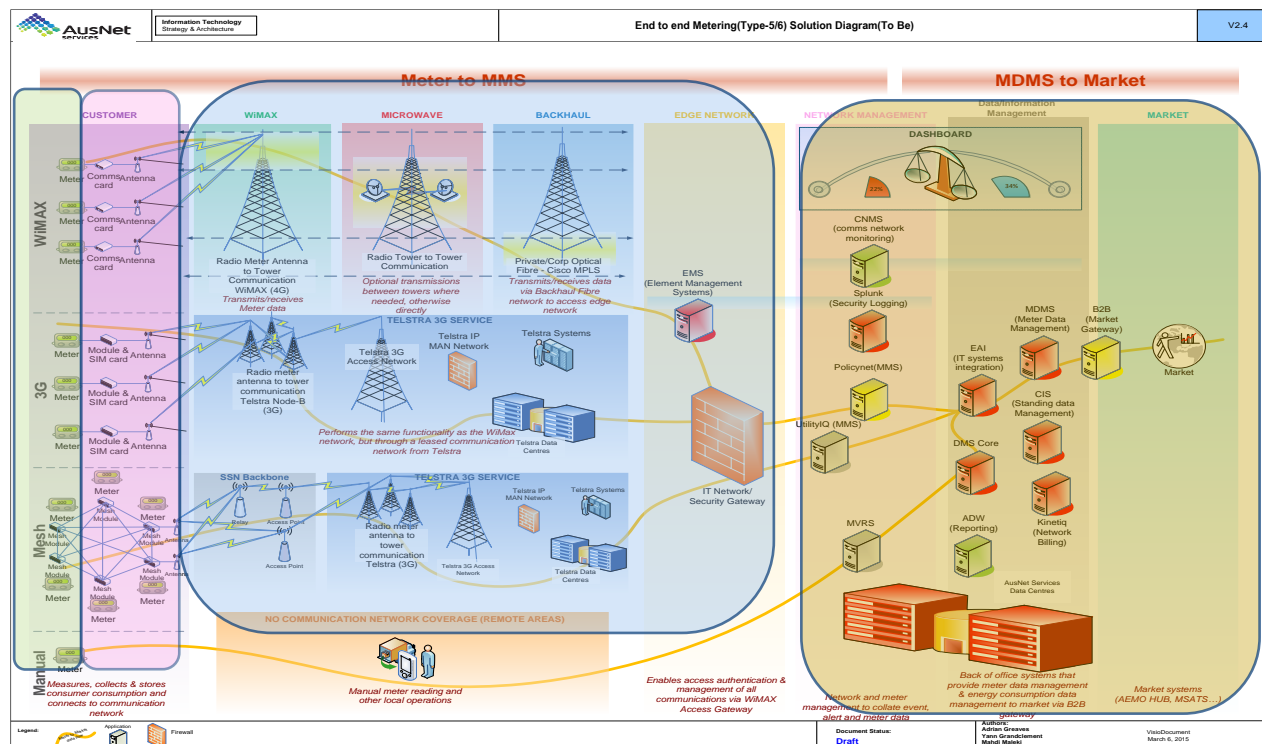 AusNet
services
Information Technology
Strategy & Architecture
End to end Metering(Type-5/6) Solution Diagram(To Be)
V2.4
Meter to MMS
MDMS to Market
CUSTOMER
WiMAX
MICROWAVE
BACKHAUL
EDGE NETWORK
NETWORK MANAGEMENT
Data/Information
Management
MARKET
DASHBOARD
22%
34%
WiMAX
Meter
Comms
card
Antenna
Meter
Comms
card
Antenna
Meter
Comms
card
Antenna
Radio Meter Antenna
to Tower
Communication
WiMAX (4G)
Transmits/receives
Meter data
Radio Tower to Tower
Communication
Optional transmissions
between towers where
needed, otherwise
directly
Private/Corp Optical
Fibre - Cisco MPLS
Transmits/receives data
via Backhaul Fibre
network to access edge
network
EMS
(Element Management
Systems)
CNMS
(comms network
monitoring)
Splunk
(Security Logging)
Policynet(MMS)
UtilityIQ (MMS)
MVRS
EAI
(IT systems
integration)
MDMS
(Meter Data
Management)
B2B
(Market
Gateway)
Market
CIS
(Standing data
Management)
DMS Core
Kinetiq
(Network
Billing)
ADW
(Reporting)
AusNet Services
Data Centres
3G
Meter
Module &
SIM card
Antenna
Meter
Module &
SIM card
Antenna
Meter
Module &
SIM card
Antenna
TELSTRA 3G SERVICE
Radio meter
antenna to tower
communication
Telstra Node-B
(3G)
Telstra 3G
Access Network
Telstra IP
MAN Network
Telstra Systems
Telstra Data
Centres
Performs the same functionality as the WiMax
network, but through a leased communication
network from Telstra
IT Network/
Security Gateway
Mesh
Meter
Meter
Meter
Meter
Meter
Meter
Mesh
Module
Mesh
Module
Mesh
Module
Mesh
Module
Mesh
Module
Mesh
Module
Antenna
Antenna
SSN Backbone
Relay
Access Point
Access Point
TELSTRA 3G SERVICE
Radio meter
antenna to
tower
communication
Telstra (3G)
Telstra 3G Access
Network
Telstra IP
MAN Network
Telstra Systems
Telstra Data
Centres
NO COMMUNICATION NETWORK COVERAGE (REMOTE AREAS)
Manual
Meter
Measures, collects & stores
consumer consumption and
connects to communication
network
Manual meter reading and
other local operations
Enables access authentication &
management of all
communications via WiMAX
Access Gateway
Network and meter
management to collate event,
alert and meter data
Back of office systems that
provide meter data management
& energy consumption data
management to market via B2B
gateway
Market systems
(AEMO HUB, MSATS…)
Legend:
Application
Firewall
Document Status:
Draft
Authors:
Adrian Greaves
Yann Grandclement
Mahdi Maleki
VisioDocument
March 6, 2015